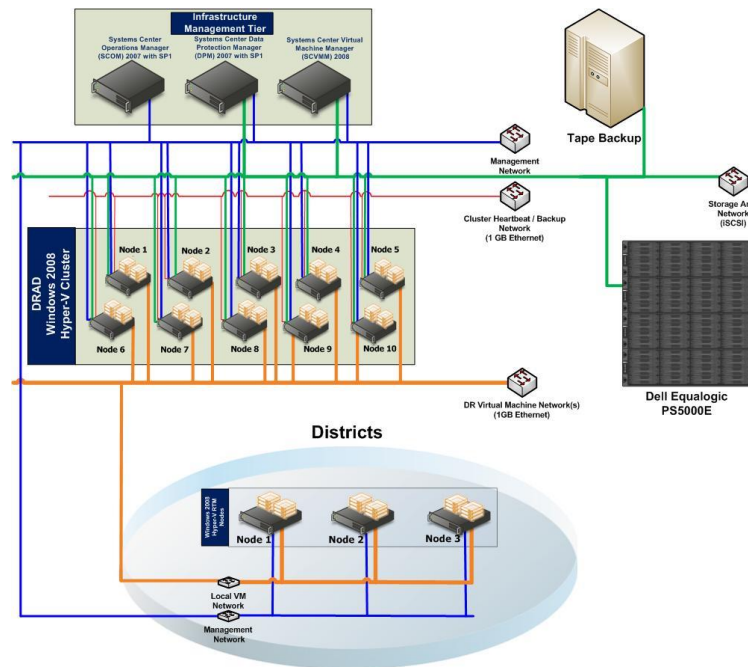 Infrastructure
Management Tier
Systems Center
Operations Manager
(SCOM) 2007 with SP1
Systems Center Data
Protection Manager
(DPM) 2007 with SP1
Systems Center Virtual
Machine Manager
(SCVMM) 2008
Tape Backup
Management
Network
Storage
Network
(iSCSI)
Cluster Heartbeat / Backup
Network
(1 GB Ethernet)
DRAD
Windows 2008
Hyper-V Cluster
Node 1
Node 2
Node 3
Node 4
Node 5
Node 6
Node 7
Node 8
Node 9
Node 10
DR Virtual Machine Network(s)
(1GB Ethernet)
Dell Equalogic
PS5000E
Districts
Windows 2008
Hyper-V RTM
Nodes
Node 1
Node 2
Node 3
Local VM
Network
Management
Network